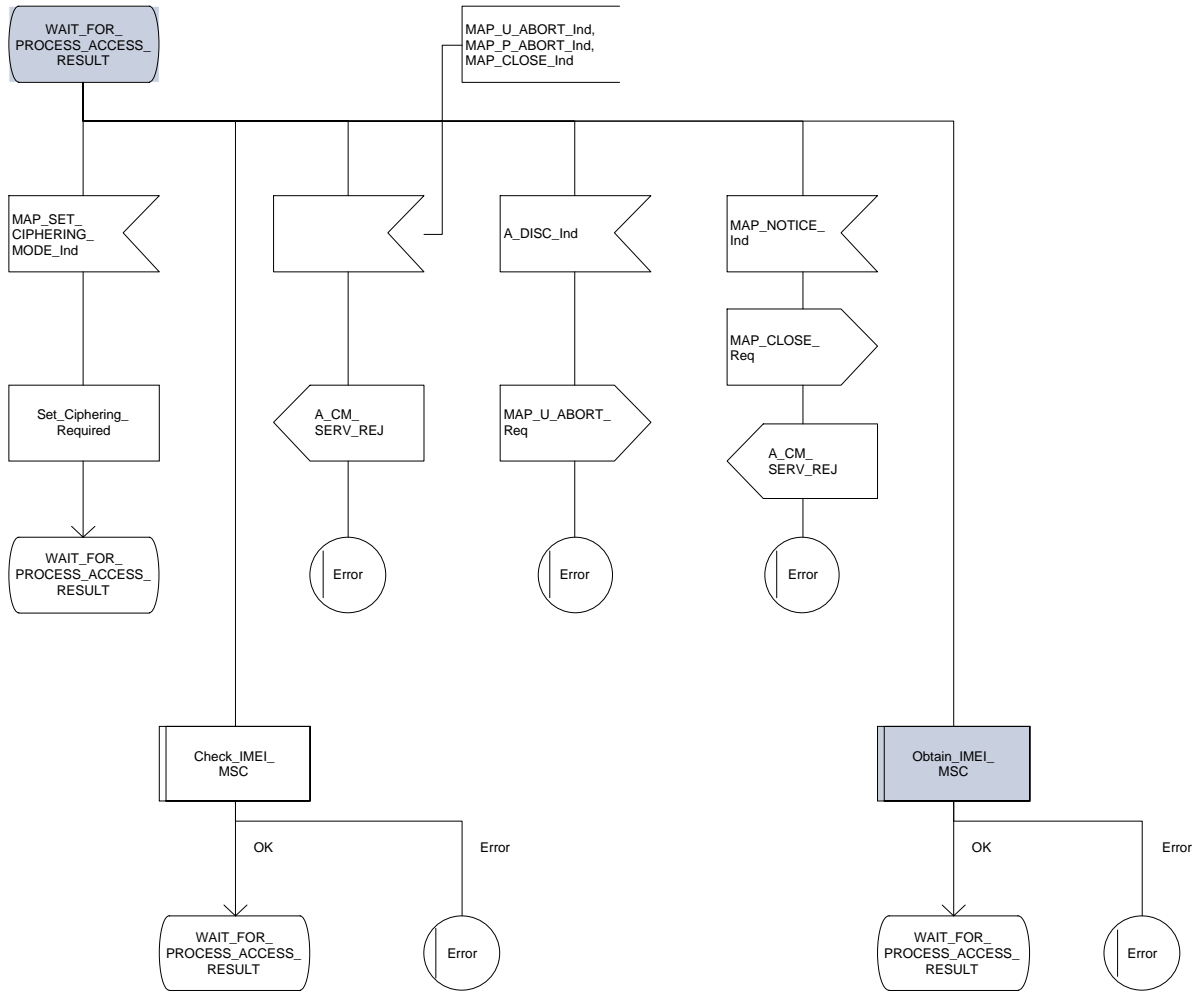 WAIT_FOR_
PROCESS_ACCESS_
RESULT
MAP_U_ABORT_Ind,
MAP_P_ABORT_Ind,
MAP_CLOSE_Ind
MAP_SET_
CIPHERING_
MODE_Ind
A_DISC_Ind
MAP_NOTICE_
Ind
MAP_CLOSE_
Req
Set_Ciphering_
Required
A_CM_
SERV_REJ
MAP_U_ABORT_
Req
A_CM_
SERV_REJ
WAIT_FOR_
PROCESS_ACCESS_
RESULT
Error
Error
Error
Check_IMEI_
MSC
Obtain_IMEI_
MSC
OK
Error
OK
Error
WAIT_FOR_
PROCESS_ACCESS_
RESULT
Error
WAIT_FOR_
PROCESS_ACCESS_
RESULT
Error